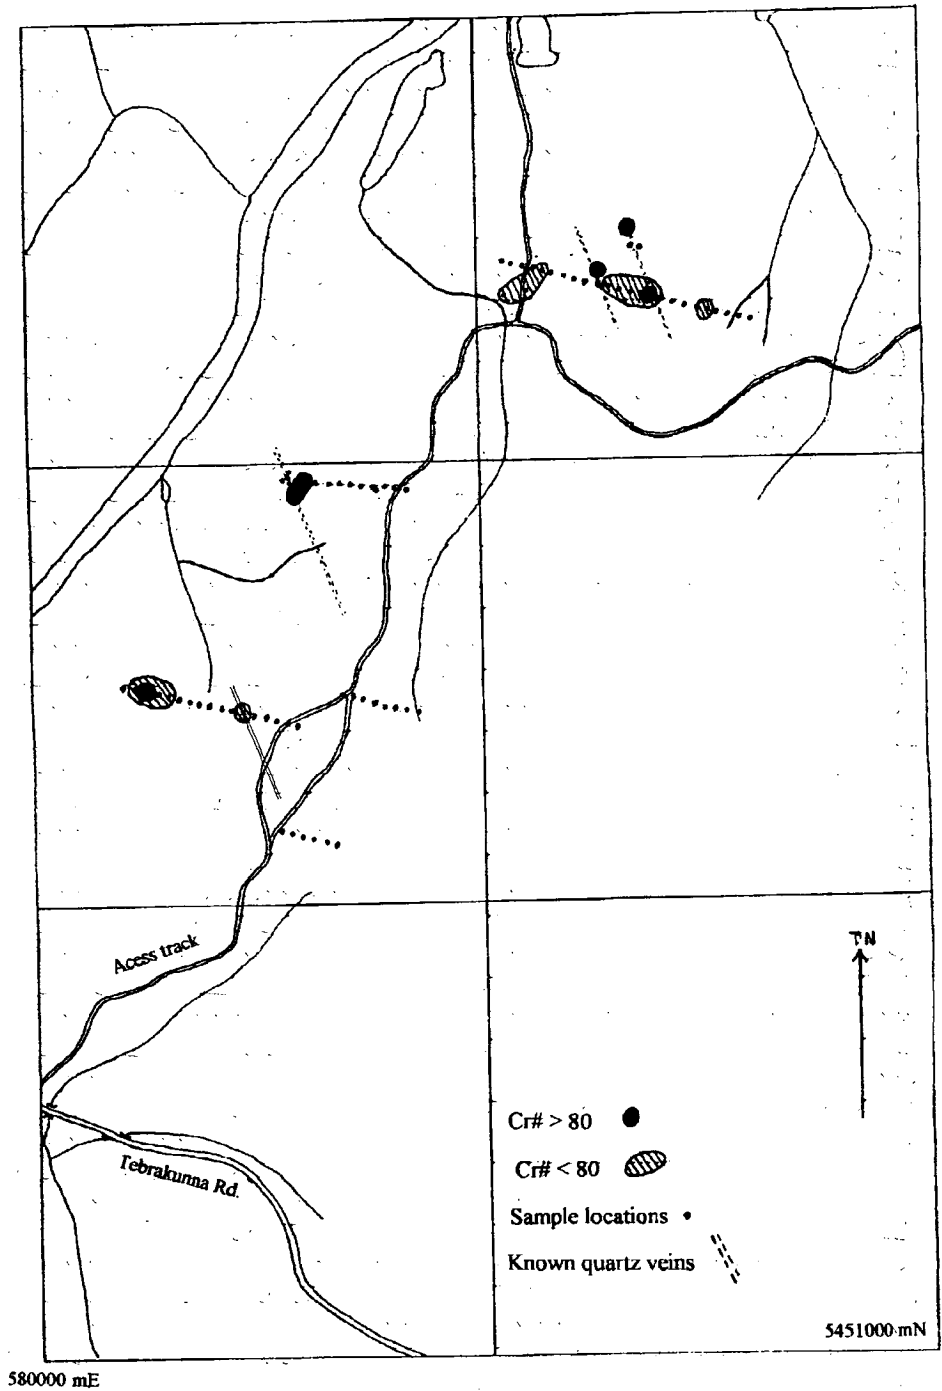 TN
Acess track
Cr# > 80
Cr# < 80
Tebrakunna Rd.
Sample locations
Known quartz veins
5451000 mN
580000 mE